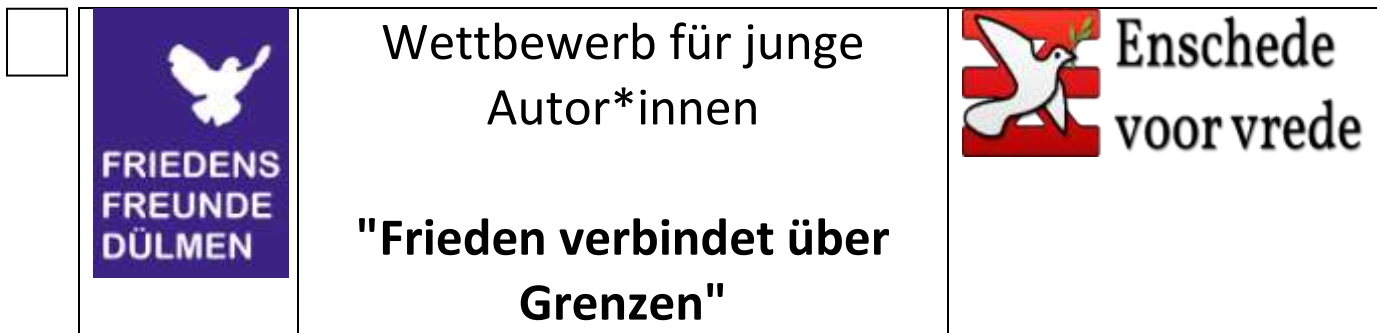 FRIEDENS
FREUNDE
DÜLMEN
Wettbewerb für junge
Autor*innen
"Frieden verbindet über
Grenzen"
Enschede
voor vrede